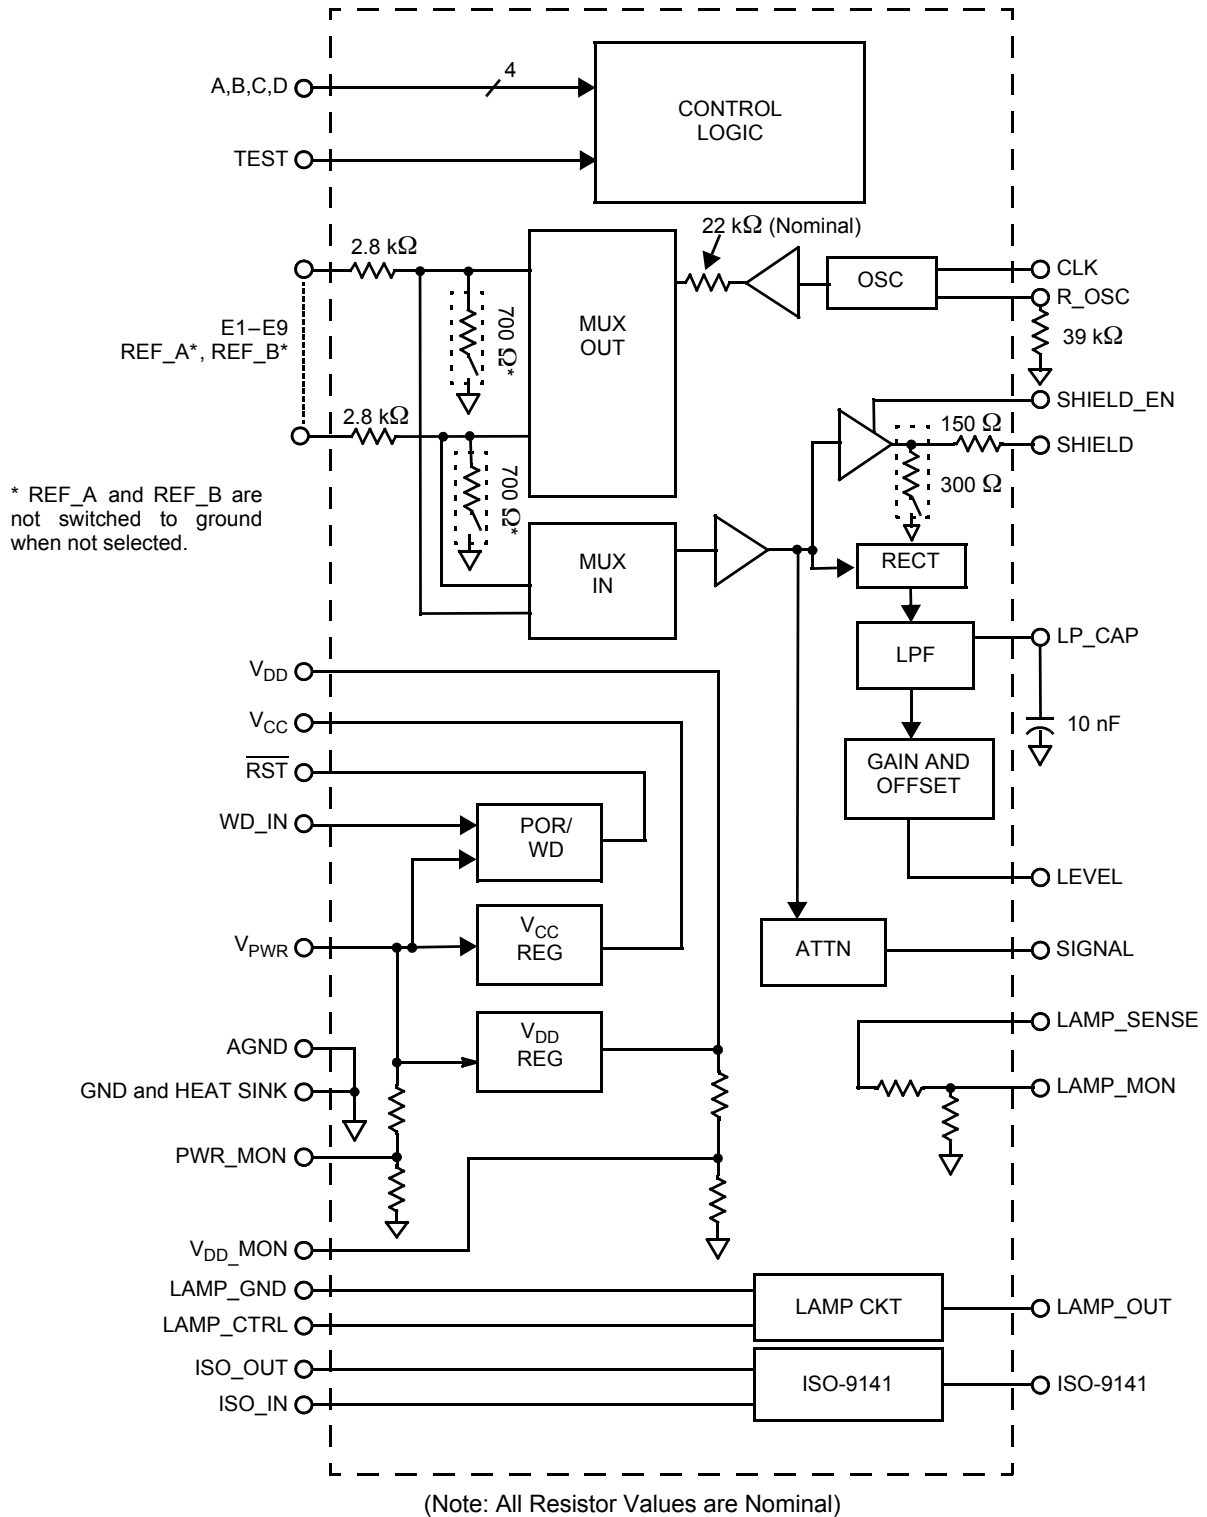 A,B,C,D
4
CONTROL
LOGIC
TEST
22 kΩ (Nominal)
2.8 kΩ
MUX
OUT
OSC
CLK
R_OSC
39 kΩ
700 Ω*
E1–E9
REF_A*, REF_B*
2.8 kΩ
SHIELD_EN
150 Ω
SHIELD
300 Ω
700 Ω*
* REF_A and REF_B are
not switched to ground
when not selected.
MUX
IN
RECT
LPF
LP_CAP
10 nF
VDD
VCC
RST
WD_IN
POR/
WD
GAIN AND
OFFSET
LEVEL
VPWR
VCC
REG
ATTN
SIGNAL
AGND
VDD
REG
LAMP_SENSE
GND and HEAT SINK
LAMP_MON
PWR_MON
VDD_MON
LAMP_GND
LAMP_CTRL
LAMP CKT
LAMP_OUT
ISO_OUT
ISO_IN
ISO-9141
ISO-9141
(Note: All Resistor Values are Nominal)